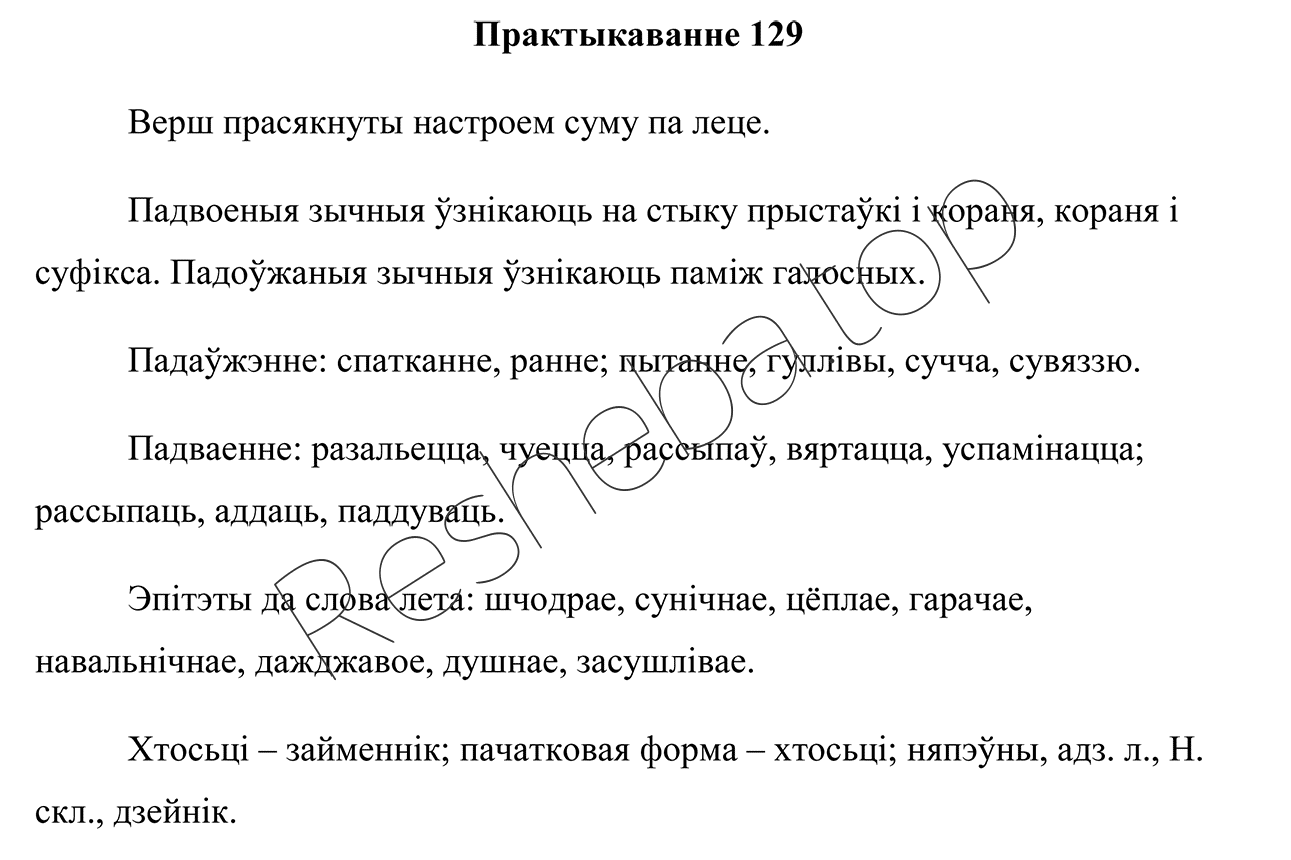 Практыкаванне 129
Верш прасякнуты настроем суму па леце.
Падвоеныя зычныя ўзнікаюць на стыку прыстаўкі і кораня, кораня і
суфікса. Падоўжаныя зычныя ўзнікаюць паміж галосных.
Падаўжэнне: спатканне, ранне; пытанне, гуллівы, сучча, сувяззю.
Падваенне: разальецца, чуецца, рассыпаў, вяртацца, успамінацца;
рассыпаць, аддаць, паддуваць.
Эпітэты да слова лета: шчодрае, сунічнае, цёплае, гарачае,
навальнічнае, дажджавое, душнае, засушлівае.
Хтосьці – займеннік; пачатковая форма – хтосьці; няпэўны, адз. л., Н.
скл., дзейнік.
Resheba.top